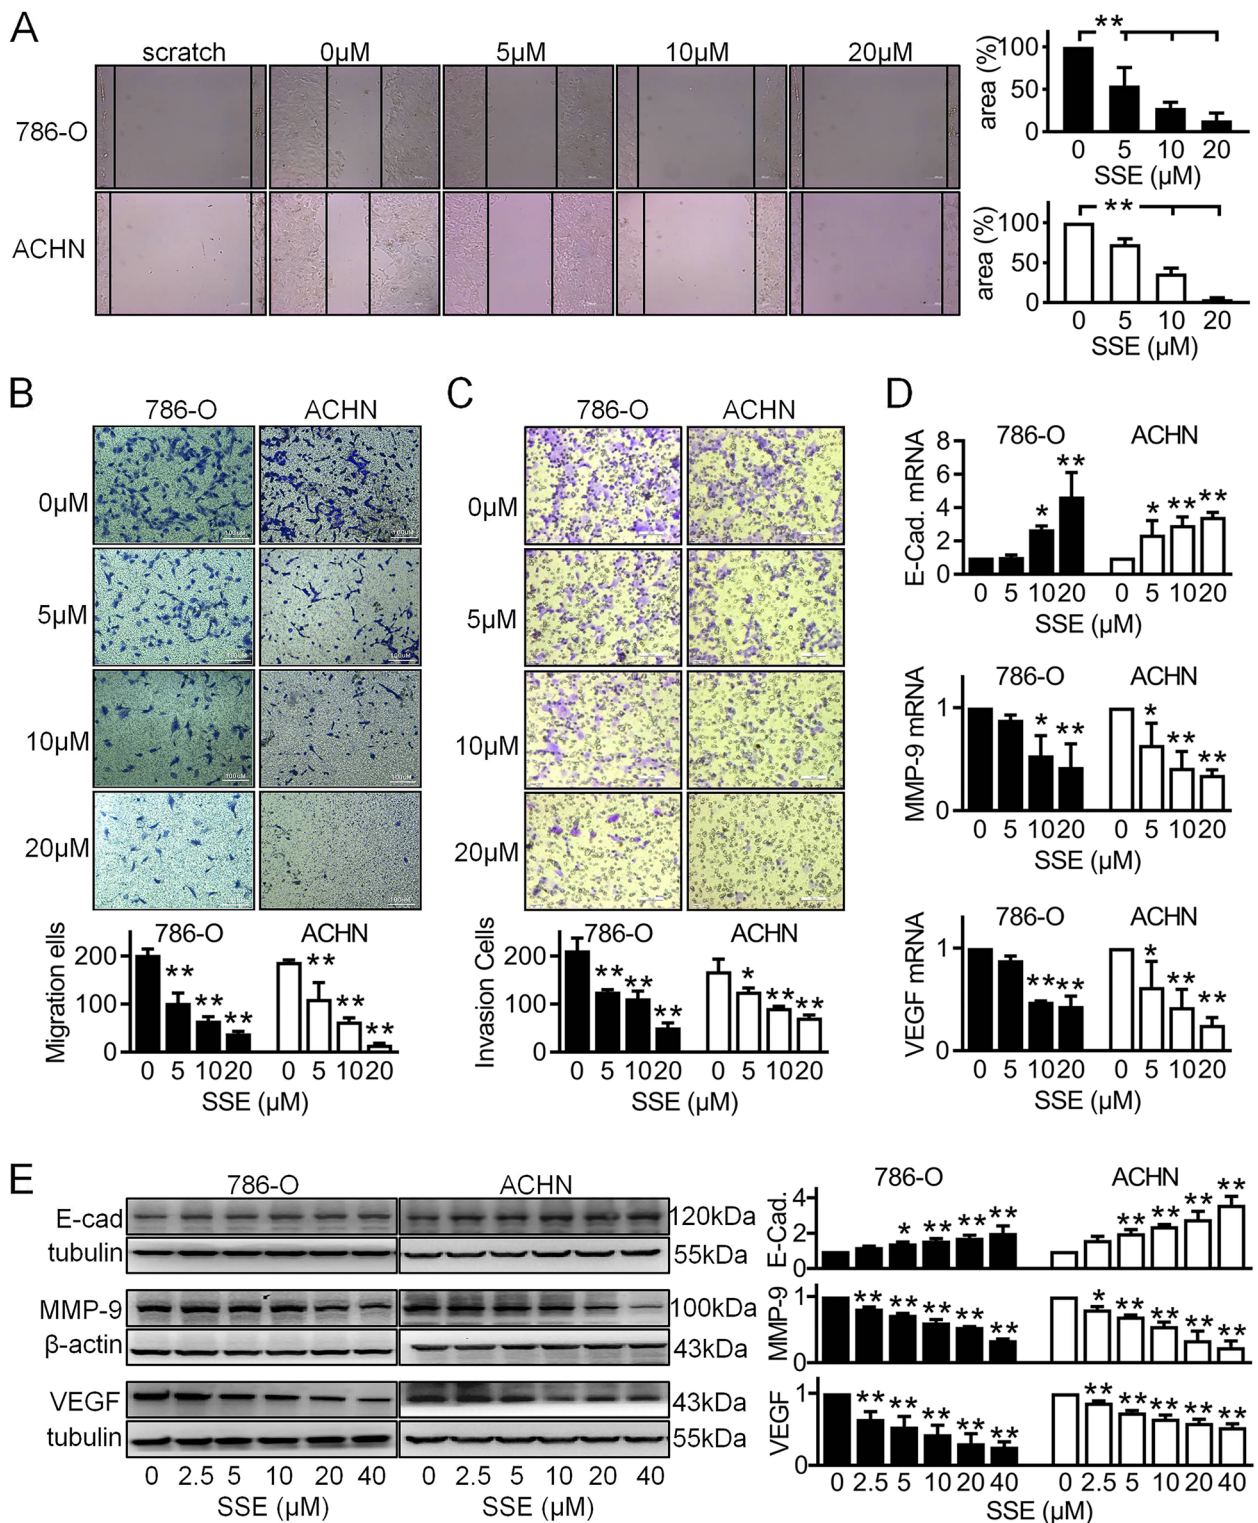 A
scratch 0µM 5µM 10µM 20µM
786-O
ACHN
area (%)
100
50
0
**
0 5 10 20
SSE (µM)
area (%)
100
50
0
**
0 5 10 20
SSE (µM)
B
786-O ACHN
0µM
100uM 100uM
5µM
100uM 100uM
10µM
100uM 100uM
20µM
100uM 100uM
Migration ells
200
100
0
786-O ACHN
** ** ** ** ** **
0 5 10 20 0 5 10 20
SSE (µM)
C
786-O ACHN
0µM
5µM
10µM
20µM
Invasion Cells
200
100
0
786-O ACHN
** ** ** * ** **
0 5 10 20 0 5 10 20
SSE (µM)
D
786-O ACHN
E-Cad. mRNA
8
6
4
2
0
* ** * ** **
0 5 10 20 0 5 10 20
SSE (µM)
786-O ACHN
MMP-9 mRNA
1
0
* ** * ** **
0 5 10 20 0 5 10 20
SSE (µM)
786-O ACHN
VEGF mRNA
1
0
** ** * ** **
0 5 10 20 0 5 10 20
SSE (µM)
E
786-O ACHN
E-cad 120kDa
tubulin 55kDa
MMP-9 100kDa
β-actin 43kDa
VEGF 43kDa
tubulin 55kDa
0 2.5 5 10 20 40 0 2.5 5 10 20 40
SSE (µM) SSE (µM)
786-O ACHN
E-Cad.
4
2
0
* ** ** ** ** ** ** **
MMP-9
1
0
** ** ** ** ** * ** ** ** **
VEGF
1
0
** ** ** ** ** ** ** ** ** **
0 2.5 5 10 20 40 0 2.5 5 10 20 40
SSE (µM)